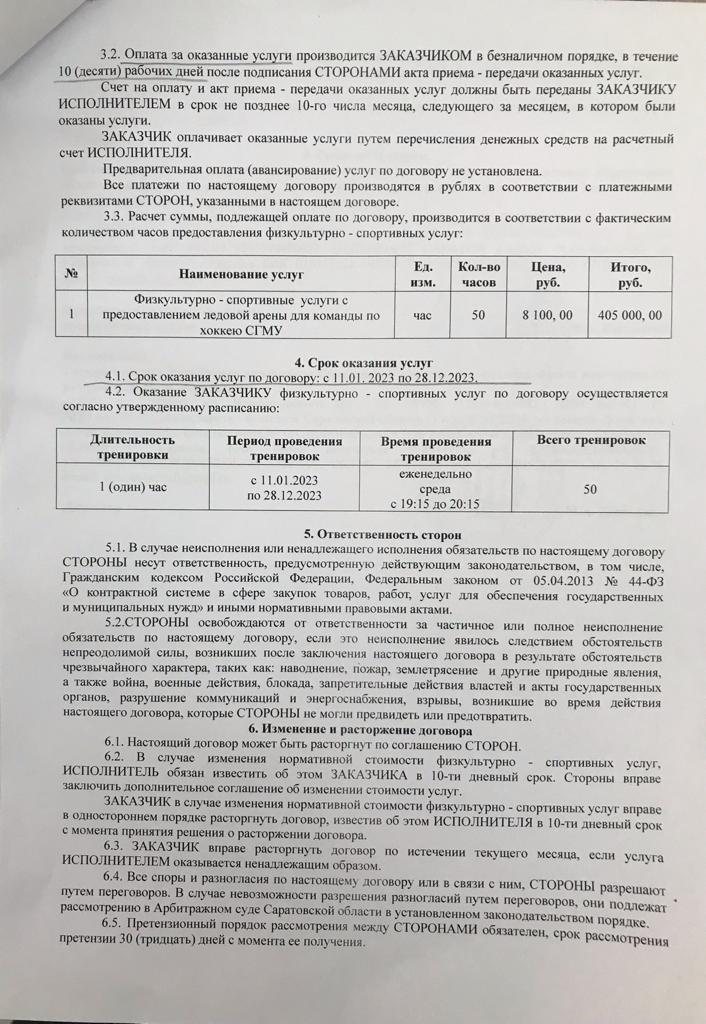 3.2. Оплата за оказанные услуги производится ЗАКАЗЧИКОМ в безналичном порядке, в течение
10 (десяти) рабочих дней после подписания СТОРОНАМИ акта приема - передачи оказанных услуг.
Счет на оплату и акт приема - передачи оказанных услуг должны быть переданы ЗАКАЗЧИКУ
ИСПОЛНИТЕЛЕМ в срок не позднее 10-го числа месяца, следующего за месяцем, в котором были
оказаны услуги.
ЗАКАЗЧИК оплачивает оказанные услуги путем перечисления денежных средств на расчетный
счет ИСПОЛНИТЕЛЯ.
Предварительная оплата (авансирование) услуг по договору не установлена.
Все платежи по настоящему договору производятся в рублях в соответствии с платежными
реквизитами СТОРОН, указанными в настоящем договоре.
3.3. Расчет суммы, подлежащей оплате по договору, производится в соответствии с фактическим
количеством часов предоставления физкультурно - спортивных услуг:
№ Наименование услуг Ед. изм. Кол-во часов Цена, руб. Итого, руб.
1 Физкультурно - спортивные услуги с предоставлением ледовой арены для команды по хоккею СГМУ час 50 8 100, 00 405 000, 00
4. Срок оказания услуг
4.1. Срок оказания услуг по договору: с 11.01. 2023 по 28.12.2023.
4.2. Оказание ЗАКАЗЧИКУ физкультурно - спортивных услуг по договору осуществляется
согласно утвержденному расписанию:
Длительность тренировки Период проведения тренировок Время проведения тренировок Всего тренировок
1 (один) час с 11.01.2023 по 28.12.2023 еженедельно среда с 19:15 до 20:15 50
5. Ответственность сторон
5.1. В случае неисполнения или ненадлежащего исполнения обязательств по настоящему договору
СТОРОНЫ несут ответственность, предусмотренную действующим законодательством, в том числе,
Гражданским кодексом Российской Федерации, Федеральным законом от 05.04.2013 № 44-ФЗ
«О контрактной системе в сфере закупок товаров, работ, услуг для обеспечения государственных
и муниципальных нужд» и иными нормативными правовыми актами.
5.2.СТОРОНЫ освобождаются от ответственности за частичное или полное неисполнение
обязательств по настоящему договору, если это неисполнение явилось следствием обстоятельств
непреодолимой силы, возникших после заключения настоящего договора в результате обстоятельств
чрезвычайного характера, таких как: наводнение, пожар, землетрясение и другие природные явления,
а также война, военные действия, блокада, запретительные действия властей и акты государственных
органов, разрушение коммуникаций и энергоснабжения, взрывы, возникшие во время действия
настоящего договора, которые СТОРОНЫ не могли предвидеть или предотвратить.
6. Изменение и расторжение договора
6.1. Настоящий договор может быть расторгнут по соглашению СТОРОН.
6.2. В случае изменения нормативной стоимости физкультурно - спортивных услуг,
ИСПОЛНИТЕЛЬ обязан известить об этом ЗАКАЗЧИКА в 10-ти дневный срок. Стороны вправе
заключить дополнительное соглашение об изменении стоимости услуг.
ЗАКАЗЧИК в случае изменения нормативной стоимости физкультурно - спортивных услуг вправе
в одностороннем порядке расторгнуть договор, известив об этом ИСПОЛНИТЕЛЯ в 10-ти дневный срок
с момента принятия решения о расторжении договора.
6.3. ЗАКАЗЧИК вправе расторгнуть договор по истечении текущего месяца, если услуга
ИСПОЛНИТЕЛЕМ оказывается ненадлежащим образом.
6.4. Все споры и разногласия по настоящему договору или в связи с ним, СТОРОНЫ разрешают
путем переговоров. В случае невозможности разрешения разногласий путем переговоров, они подлежат
рассмотрению в Арбитражном суде Саратовской области в установленном законодательством порядке.
6.5. Претензионный порядок рассмотрения между СТОРОНАМИ обязателен, срок рассмотрения
претензии 30 (тридцать) дней с момента ее получения.